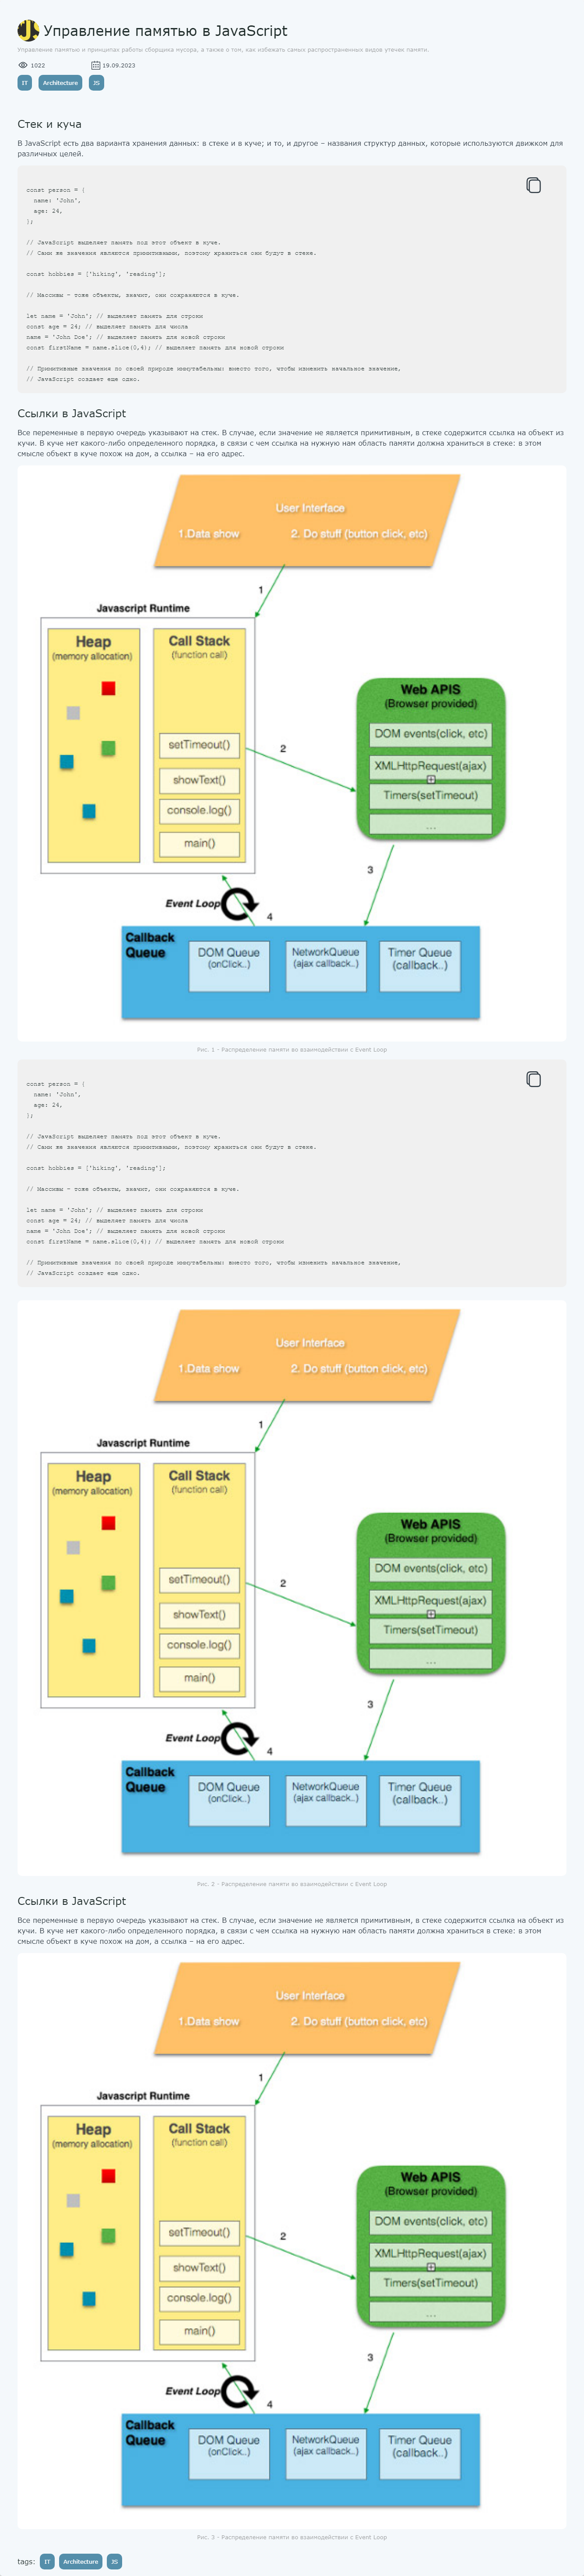 Управление памятью в JavaScript
Управление памятью и принципах работы сборщика мусора, а также о том, как избежать самых распространенных видов утечек памяти.
1022 19.09.2023
IT Architecture JS
Стек и куча
В JavaScript есть два варианта хранения данных: в стеке и в куче; и то, и другое – названия структур данных, которые используются движком для
различных целей.
const person = {
name: 'John',
age: 24,
};
// JavaScript выделяет память под этот объект в куче.
// Сами же значения являются примитивными, поэтому храниться они будут в стеке.
const hobbies = ['hiking', 'reading'];
// Массивы – тоже объекты, значит, они сохраняются в куче.
let name = 'John'; // выделяет память для строки
const age = 24; // выделяет память для числа
name = 'John Doe'; // выделяет память для новой строки
const firstName = name.slice(0,4); // выделяет память для новой строки
// Примитивные значения по своей природе иммутабельны: вместо того, чтобы изменить начальное значение,
// JavaScript создает еще одно.
Ссылки в JavaScript
Все переменные в первую очередь указывают на стек. В случае, если значение не является примитивным, в стеке содержится ссылка на объект из
кучи. В куче нет какого-либо определенного порядка, в связи с чем ссылка на нужную нам область памяти должна храниться в стеке: в этом
смысле объект в куче похож на дом, а ссылка – на его адрес.
User Interface
1.Data show 2. Do stuff (button click, etc)
1
Javascript Runtime
Heap
(memory allocation)
Call Stack
(function call)
setTimeout()
showText()
console.log()
main()
2
Web APIS
(Browser provided)
DOM events(click, etc)
XMLHttpRequest(ajax)
Timers(setTimeout)
...
3
Event Loop
4
Callback
Queue
DOM Queue
(onClick..)
NetworkQueue
(ajax callback..)
Timer Queue
(callback..)
Рис. 1 - Распределение памяти во взаимодействии с Event Loop
const person = {
name: 'John',
age: 24,
};
// JavaScript выделяет память под этот объект в куче.
// Сами же значения являются примитивными, поэтому храниться они будут в стеке.
const hobbies = ['hiking', 'reading'];
// Массивы – тоже объекты, значит, они сохраняются в куче.
let name = 'John'; // выделяет память для строки
const age = 24; // выделяет память для числа
name = 'John Doe'; // выделяет память для новой строки
const firstName = name.slice(0,4); // выделяет память для новой строки
// Примитивные значения по своей природе иммутабельны: вместо того, чтобы изменить начальное значение,
// JavaScript создает еще одно.
User Interface
1.Data show 2. Do stuff (button click, etc)
1
Javascript Runtime
Heap
(memory allocation)
Call Stack
(function call)
setTimeout()
showText()
console.log()
main()
2
Web APIS
(Browser provided)
DOM events(click, etc)
XMLHttpRequest(ajax)
Timers(setTimeout)
...
3
Event Loop
4
Callback
Queue
DOM Queue
(onClick..)
NetworkQueue
(ajax callback..)
Timer Queue
(callback..)
Рис. 2 - Распределение памяти во взаимодействии с Event Loop
Ссылки в JavaScript
Все переменные в первую очередь указывают на стек. В случае, если значение не является примитивным, в стеке содержится ссылка на объект из
кучи. В куче нет какого-либо определенного порядка, в связи с чем ссылка на нужную нам область памяти должна храниться в стеке: в этом
смысле объект в куче похож на дом, а ссылка – на его адрес.
User Interface
1.Data show 2. Do stuff (button click, etc)
1
Javascript Runtime
Heap
(memory allocation)
Call Stack
(function call)
setTimeout()
showText()
console.log()
main()
2
Web APIS
(Browser provided)
DOM events(click, etc)
XMLHttpRequest(ajax)
Timers(setTimeout)
...
3
Event Loop
4
Callback
Queue
DOM Queue
(onClick..)
NetworkQueue
(ajax callback..)
Timer Queue
(callback..)
Рис. 3 - Распределение памяти во взаимодействии с Event Loop
tags: IT Architecture JS